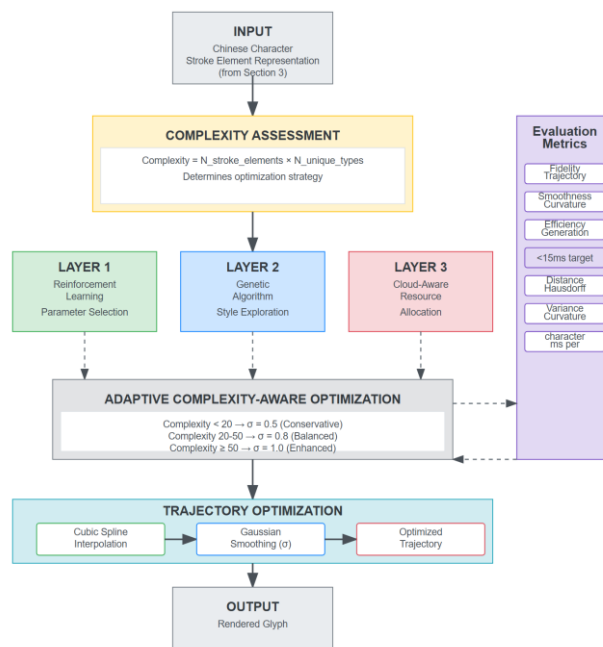 INPUT
Chinese Character
Stroke Element Representation
(from Section 3)
COMPLEXITY ASSESSMENT
Complexity = N_stroke_elements × N_unique_types
Determines optimization strategy
LAYER 1
Reinforcement
Learning
Parameter Selection
LAYER 2
Genetic
Algorithm
Style Exploration
LAYER 3
Cloud-Aware
Resource
Allocation
Evaluation
Metrics
Fidelity
Trajectory
Smoothness
Curvature
Efficiency
Generation
<15ms target
Distance
Hausdorff
Variance
Curvature
character
ms per
ADAPTIVE COMPLEXITY-AWARE OPTIMIZATION
Complexity < 20 → σ = 0.5 (Conservative)
Complexity 20-50 → σ = 0.8 (Balanced)
Complexity ≥ 50 → σ = 1.0 (Enhanced)
TRAJECTORY OPTIMIZATION
Cubic Spline
Interpolation
Gaussian
Smoothing (σ)
Optimized
Trajectory
OUTPUT
Rendered Glyph